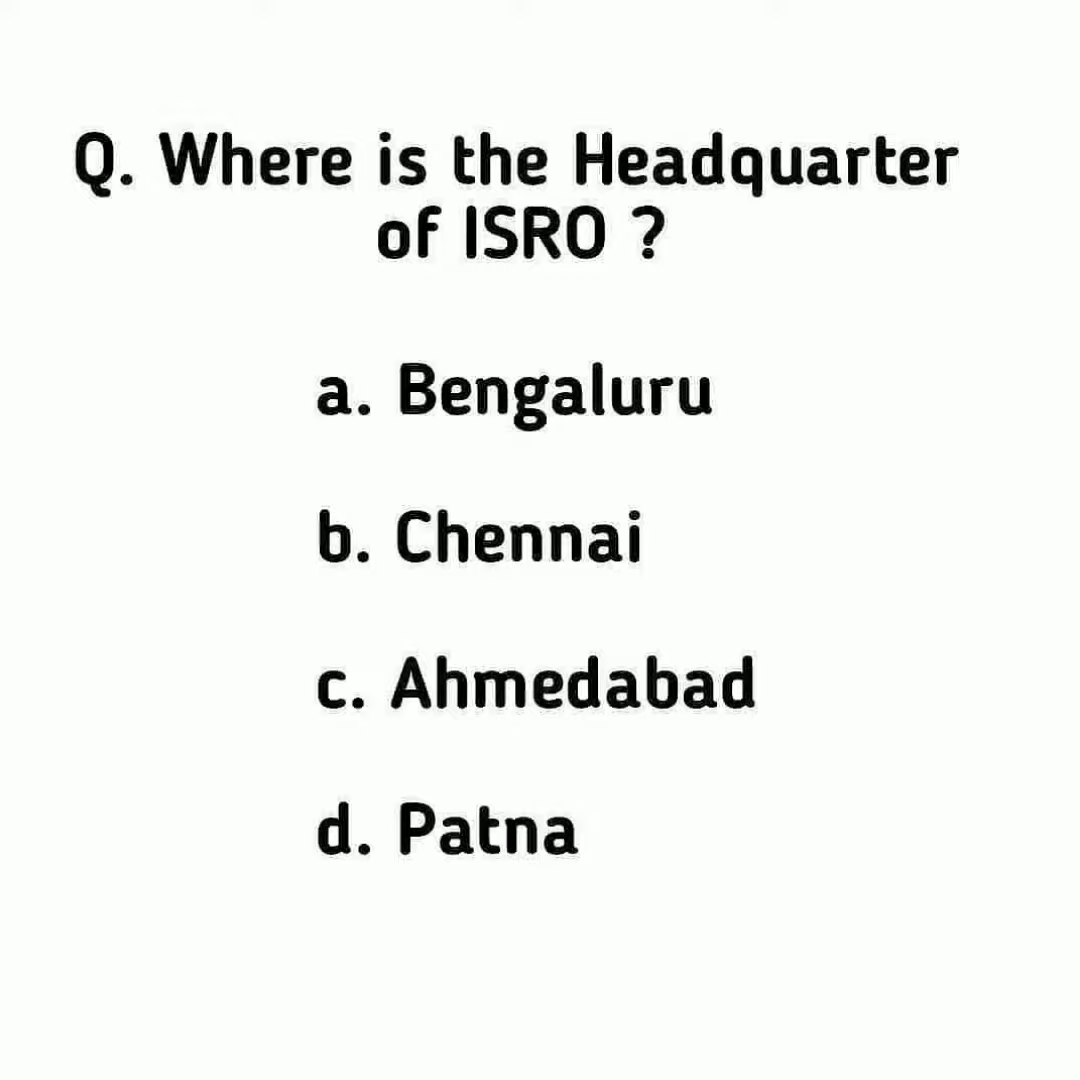 Q. Where is the Headquarter
of ISRO ?
a. Bengaluru
b. Chennai
c. Ahmedabad
d. Patna